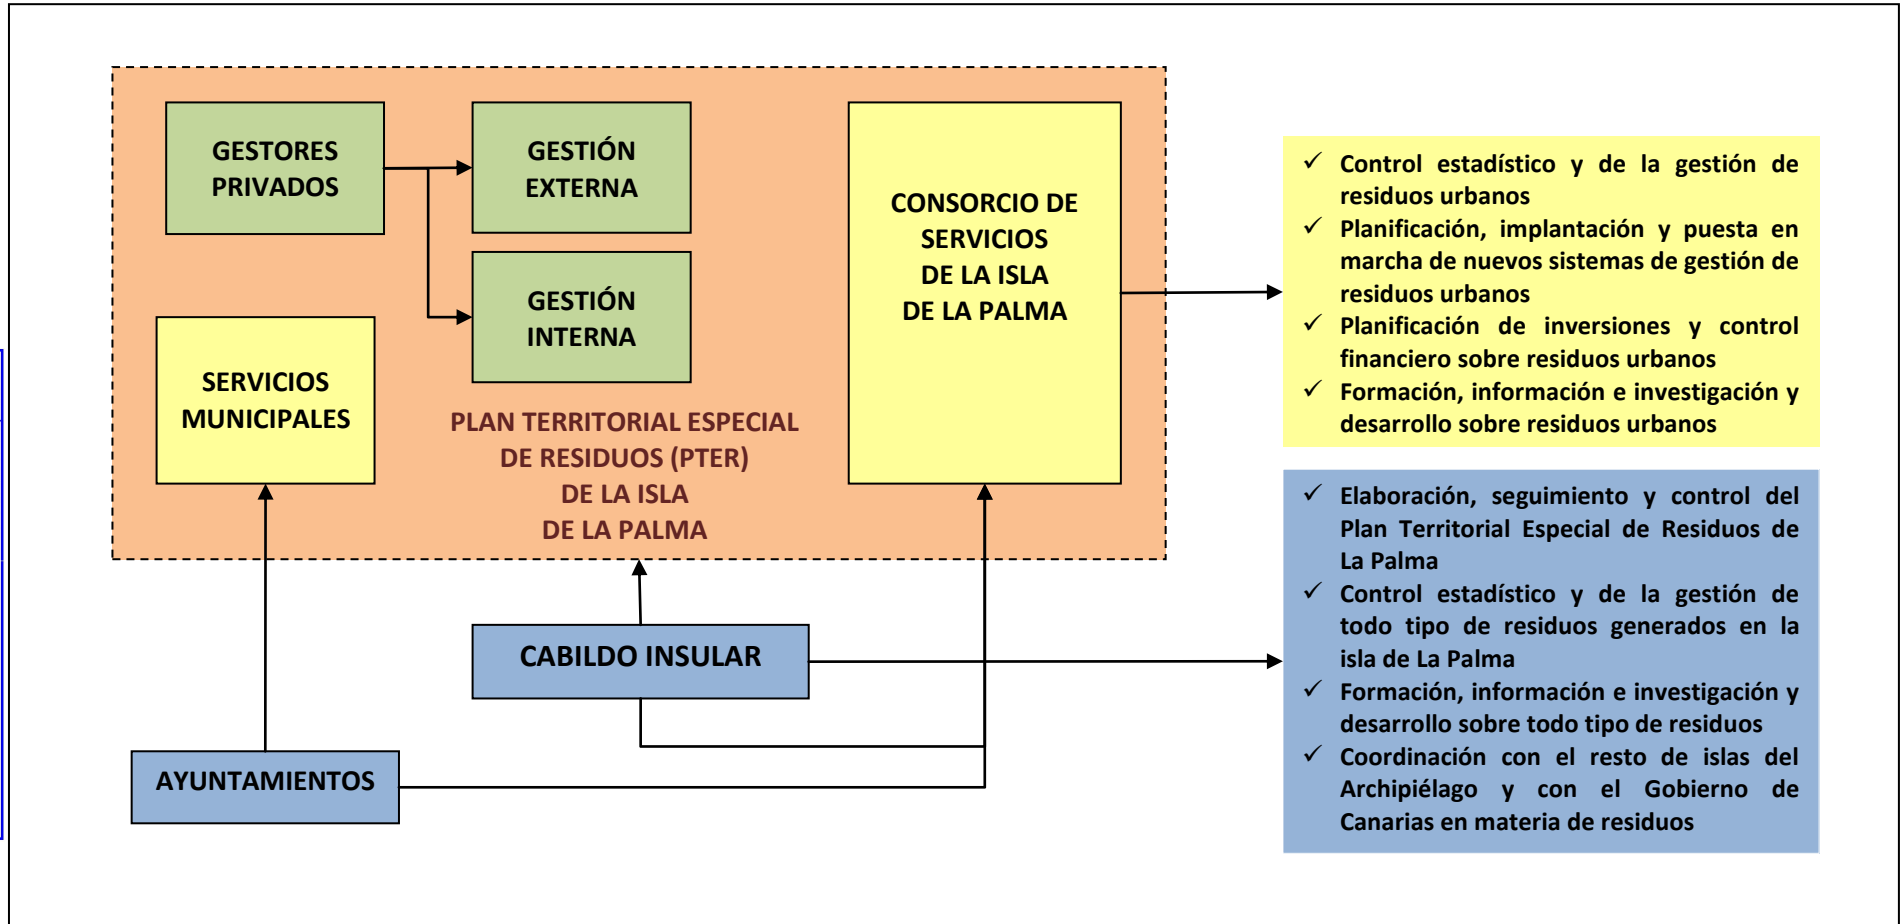 GESTORES
PRIVADOS
GESTIÓN
EXTERNA
GESTIÓN
INTERNA
SERVICIOS
MUNICIPALES
PLAN TERRITORIAL ESPECIAL
DE RESIDUOS (PTER)
DE LA ISLA
DE LA PALMA
CONSORCIO DE
SERVICIOS
DE LA ISLA
DE LA PALMA
✓ Control estadístico y de la gestión de
residuos urbanos
✓ Planificación, implantación y puesta en
marcha de nuevos sistemas de gestión de
residuos urbanos
✓ Planificación de inversiones y control
financiero sobre residuos urbanos
✓ Formación, información e investigación y
desarrollo sobre residuos urbanos
✓ Elaboración, seguimiento y control del
Plan Territorial Especial de Residuos de
La Palma
✓ Control estadístico y de la gestión de
todo tipo de residuos generados en la
isla de La Palma
✓ Formación, información e investigación y
desarrollo sobre todo tipo de residuos
✓ Coordinación con el resto de islas del
Archipiélago y con el Gobierno de
Canarias en materia de residuos
CABILDO INSULAR
AYUNTAMIENTOS